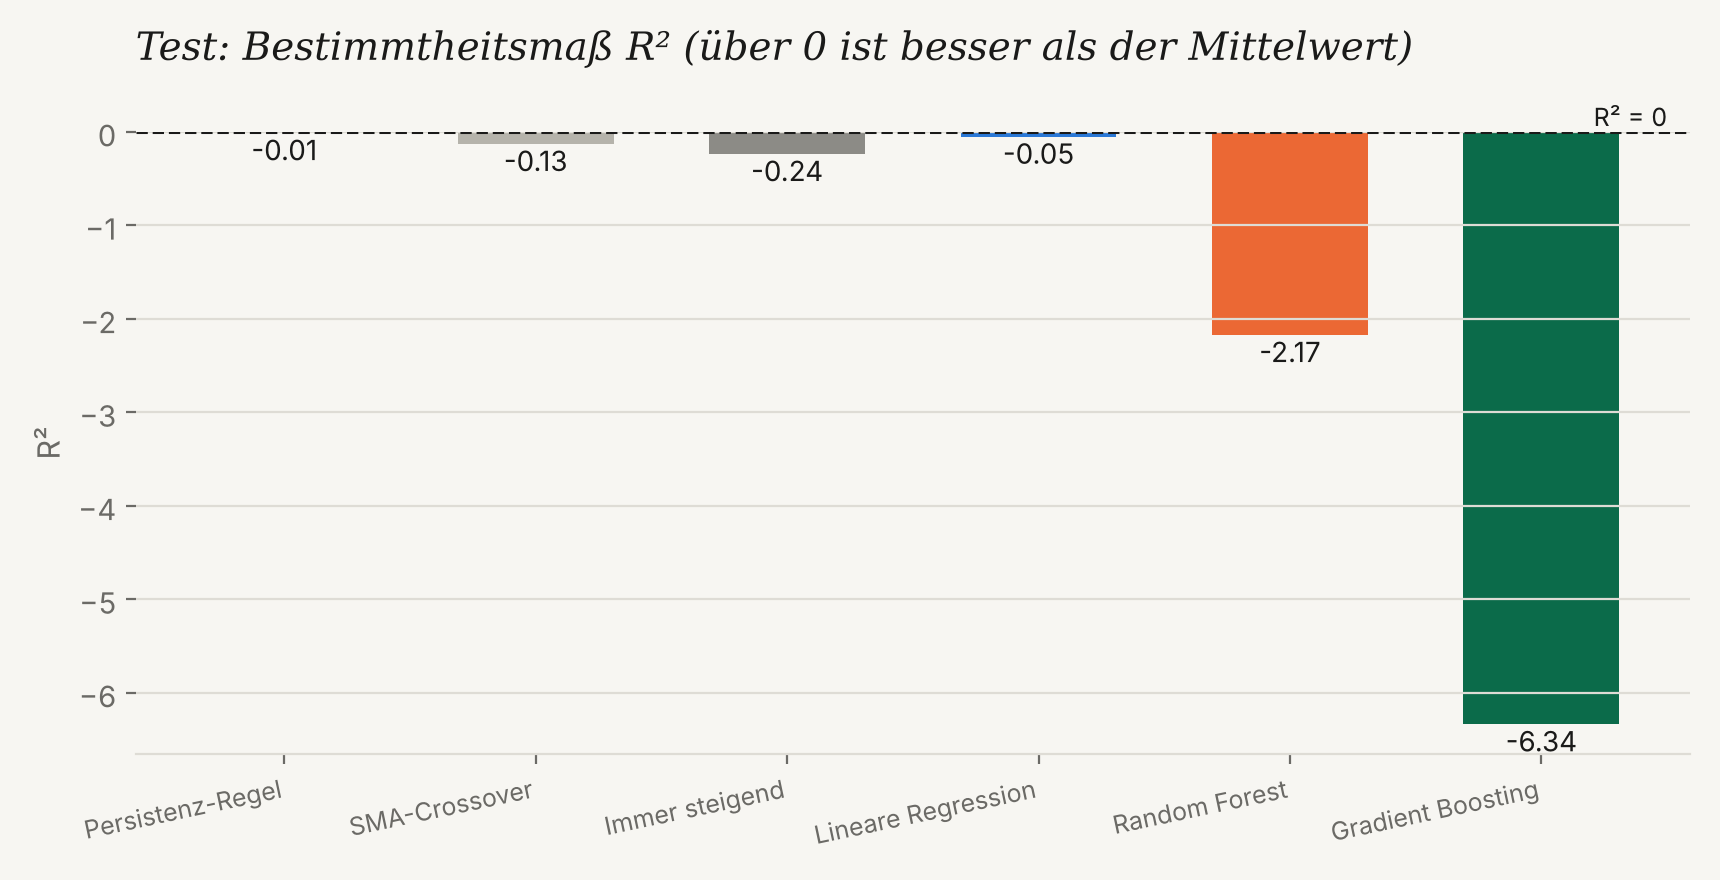 Test: Bestimmtheitsmaß R² (über 0 ist besser als der Mittelwert)
R² = 0
0
-0.01
-0.13
-0.24
-0.05
-2.17
-6.34
−1
−2
−3
−4
−5
−6
R²
Persistenz-Regel
SMA-Crossover
Immer steigend
Lineare Regression
Random Forest
Gradient Boosting